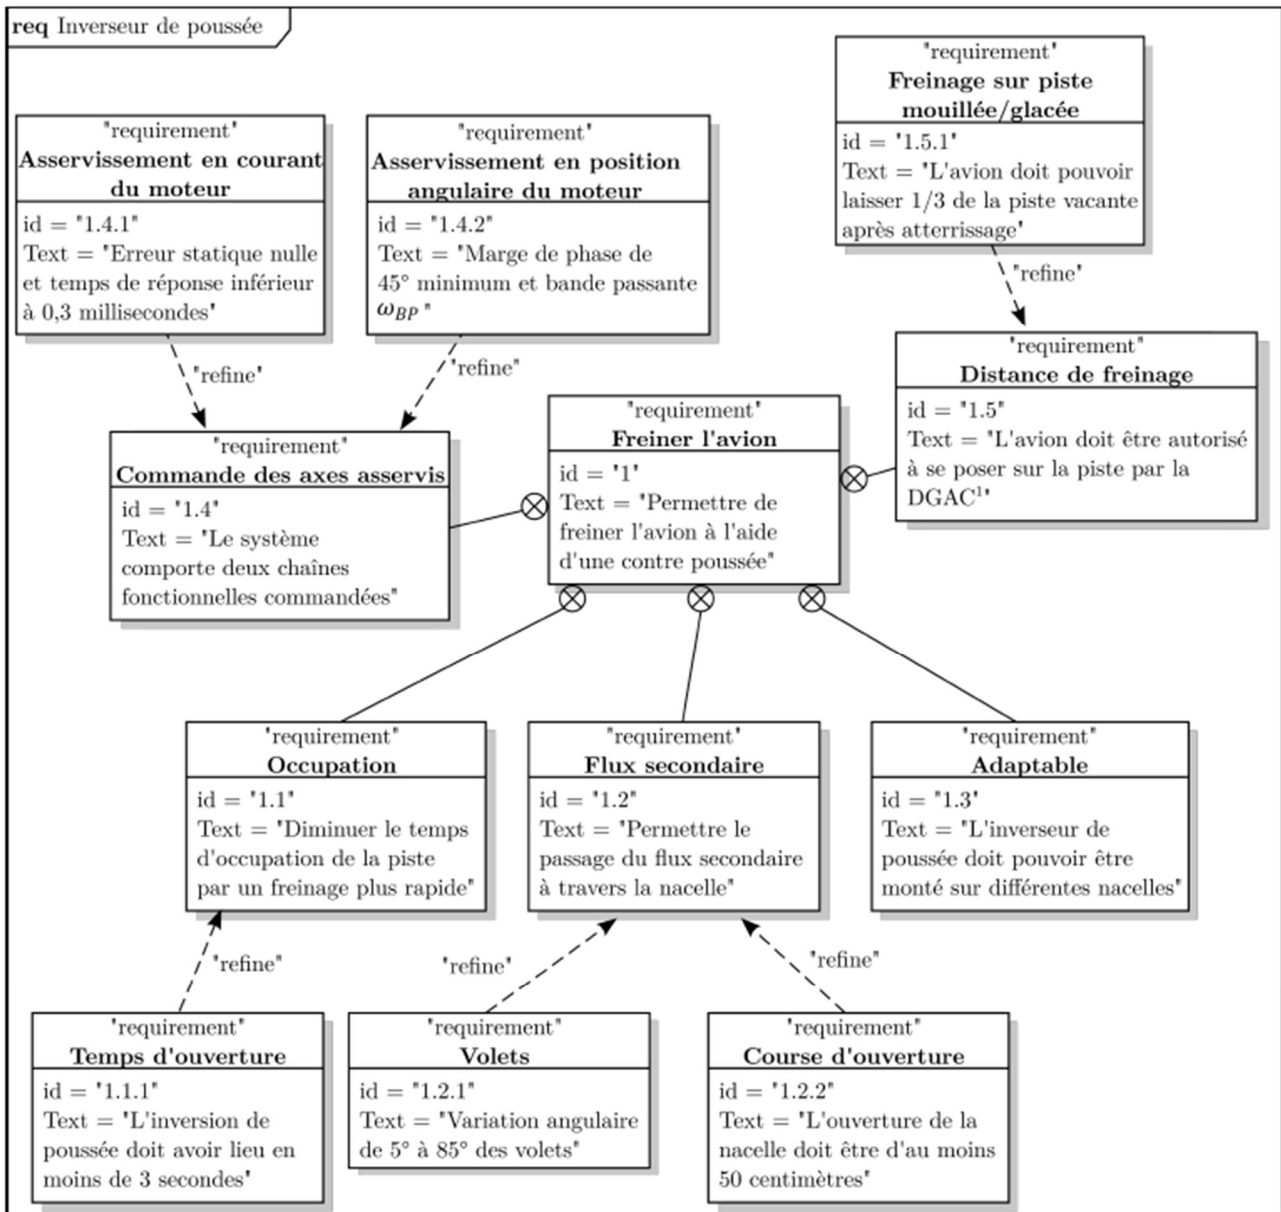 req Inverseur de poussée
"requirement"
Freinage sur piste
mouillée/glacée
id = "1.5.1"
Text = "L'avion doit pouvoir
laisser 1/3 de la piste vacante
après atterrissage"
"requirement"
Asservissement en courant
du moteur
id = "1.4.1"
Text = "Erreur statique nulle
et temps de réponse inférieur
à 0,3 millisecondes"
"requirement"
Asservissement en position
angulaire du moteur
id = "1.4.2"
Text = "Marge de phase de
45° minimum et bande passante
ω_BP "
"refine"
"refine"
"refine"
"requirement"
Distance de freinage
id = "1.5"
Text = "L'avion doit être autorisé
à se poser sur la piste par la
DGAC¹"
"requirement"
Freiner l'avion
id = "1"
Text = "Permettre de
freiner l'avion à l'aide
d'une contre poussée"
"requirement"
Commande des axes asservis
id = "1.4"
Text = "Le système
comporte deux chaînes
fonctionnelles commandées"
"requirement"
Occupation
id = "1.1"
Text = "Diminuer le temps
d'occupation de la piste
par un freinage plus rapide"
"requirement"
Flux secondaire
id = "1.2"
Text = "Permettre le
passage du flux secondaire
à travers la nacelle"
"requirement"
Adaptable
id = "1.3"
Text = "L'inverseur de
poussée doit pouvoir être
monté sur différentes nacelles"
"refine"
"refine"
"refine"
"requirement"
Temps d'ouverture
id = "1.1.1"
Text = "L'inversion de
poussée doit avoir lieu en
moins de 3 secondes"
"requirement"
Volets
id = "1.2.1"
Text = "Variation angulaire
de 5° à 85° des volets"
"requirement"
Course d'ouverture
id = "1.2.2"
Text = "L'ouverture de la
nacelle doit être d'au moins
50 centimètres"